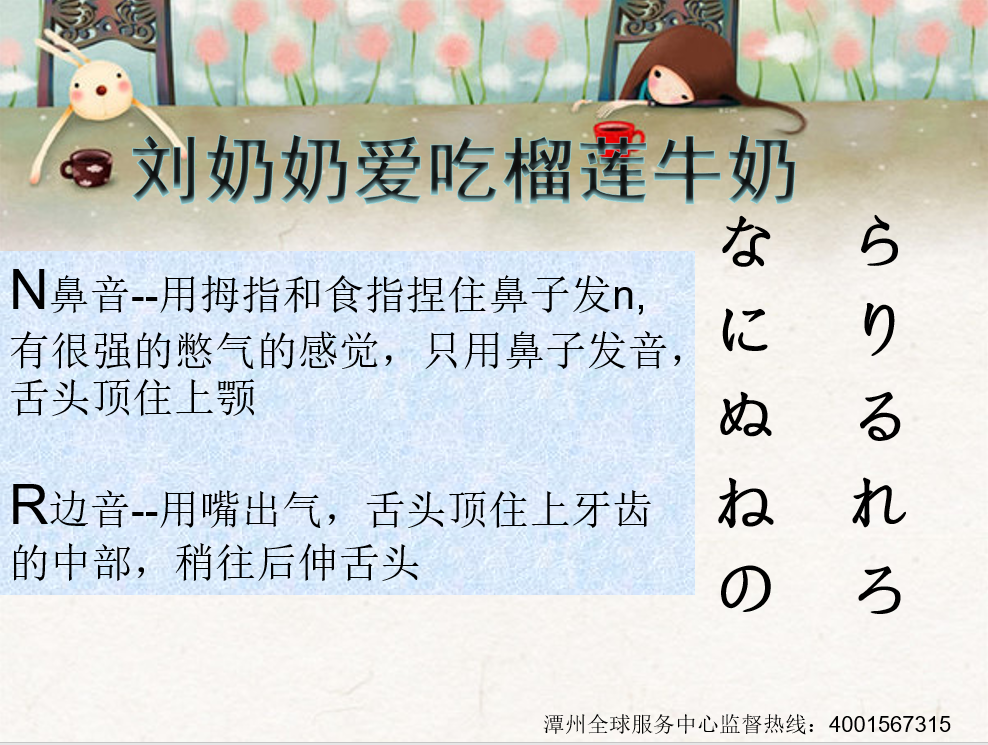 刘奶奶爱吃榴莲牛奶
N鼻音--用拇指和食指捏住鼻子发n,
有很强的憋气的感觉，只用鼻子发音，
舌头顶住上颚
R边音--用嘴出气，舌头顶住上牙齿
的中部，稍往后伸舌头
な ら
に り
ぬ る
ね れ
の ろ
潭州全球服务中心监督热线：4001567315